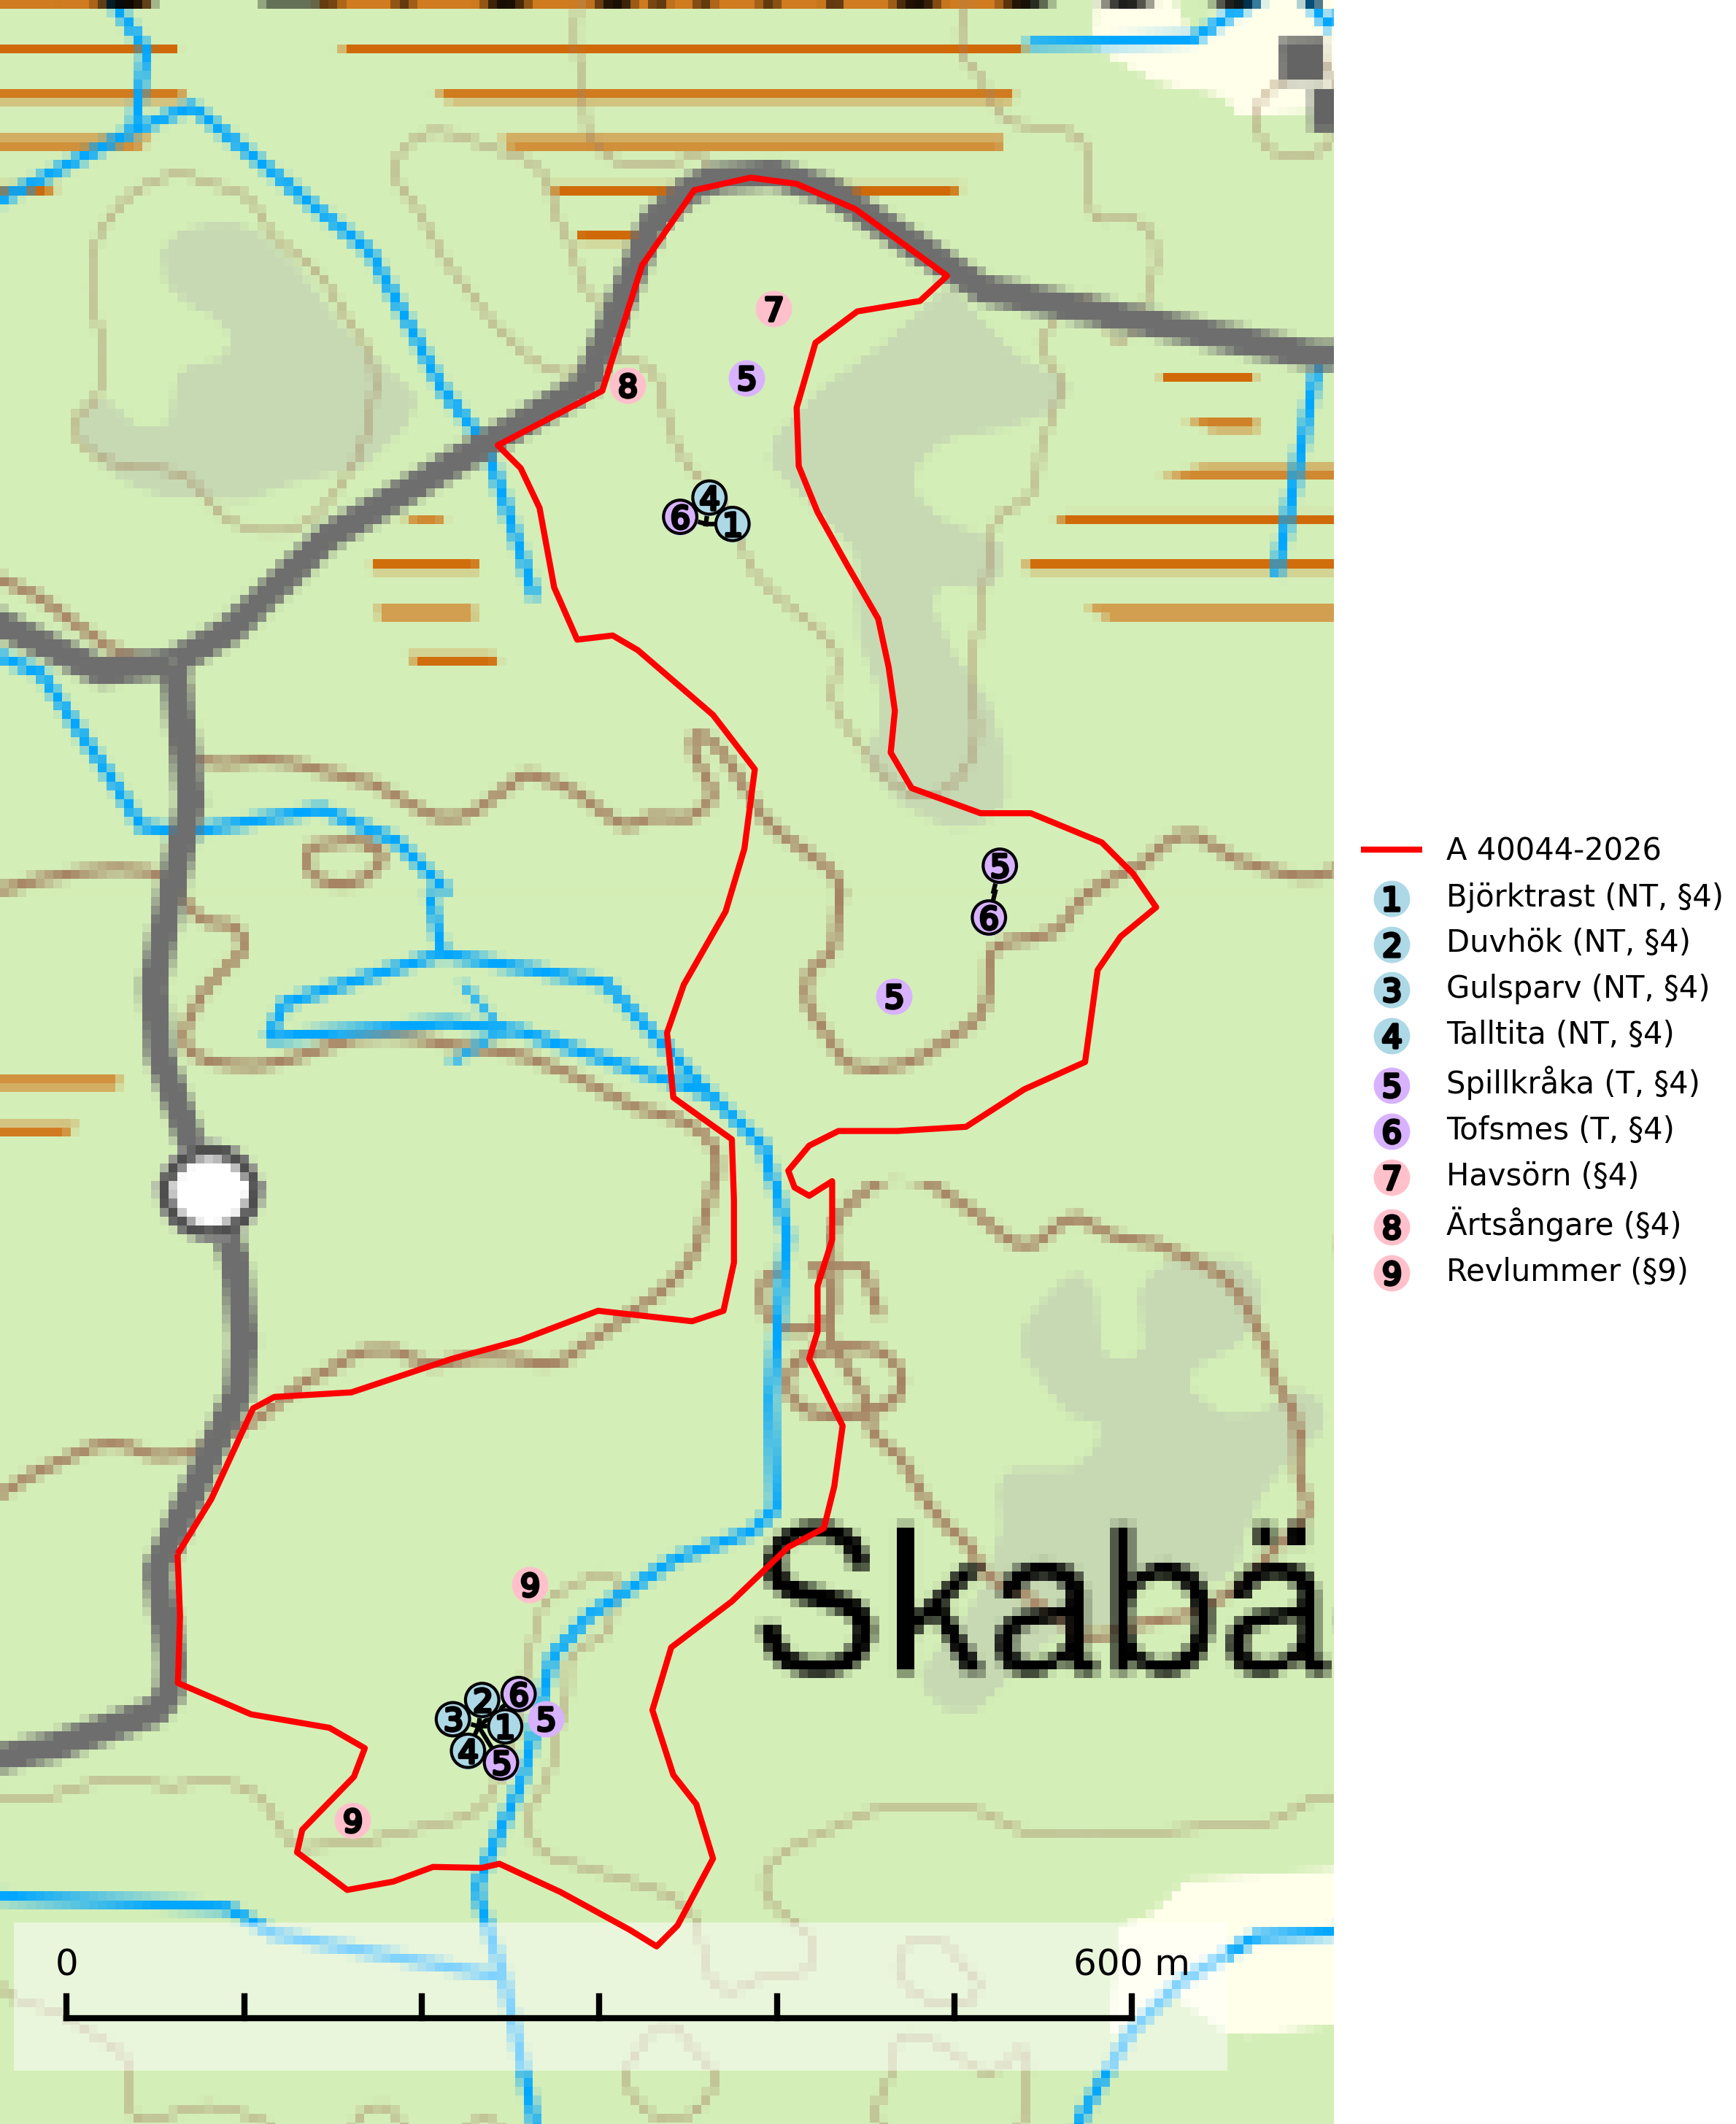 7
5
8
4
6
1
5
6
5
A 40044-2026
1 Björktrast (NT, §4)
2 Duvhök (NT, §4)
3 Gulsparv (NT, §4)
4 Talltita (NT, §4)
5 Spillkråka (T, §4)
6 Tofsmes (T, §4)
7 Havsörn (§4)
8 Ärtsångare (§4)
9 Revlummer (§9)
Skabä
9
2
6
3
1
5
4
5
9
0
600 m